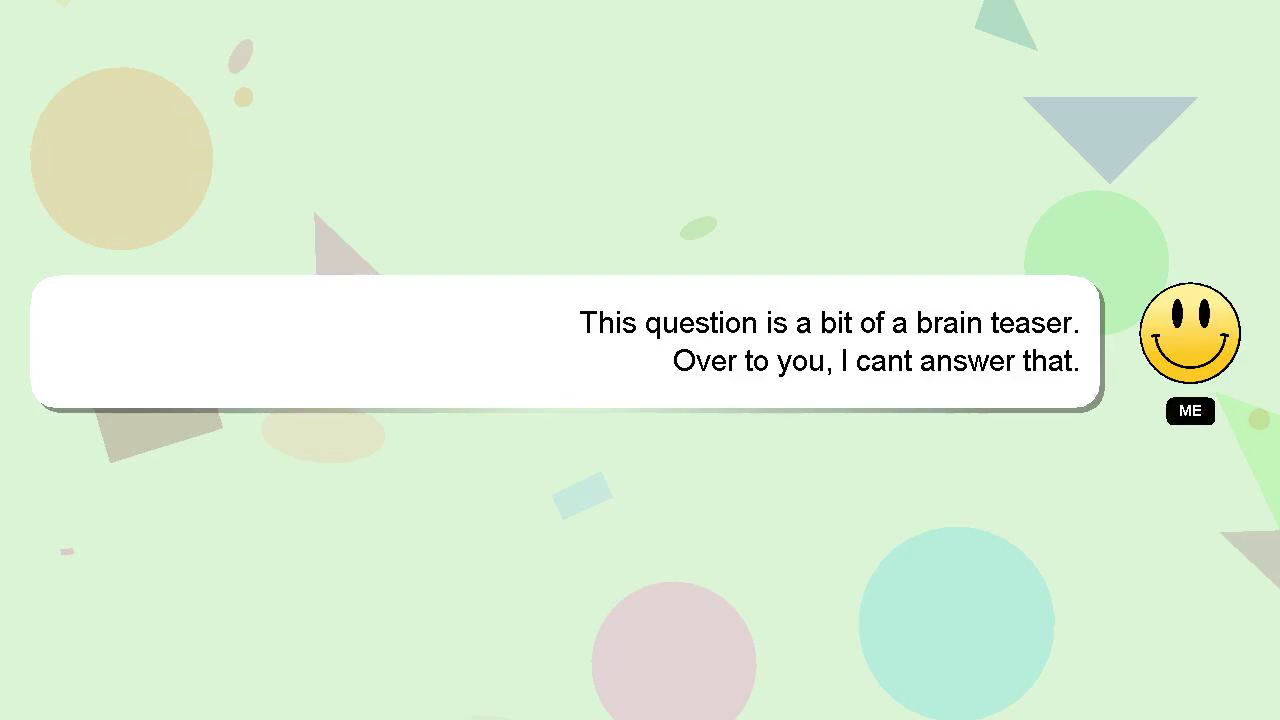 This question is a bit of a brain teaser.
Over to you, I cant answer that.
ME